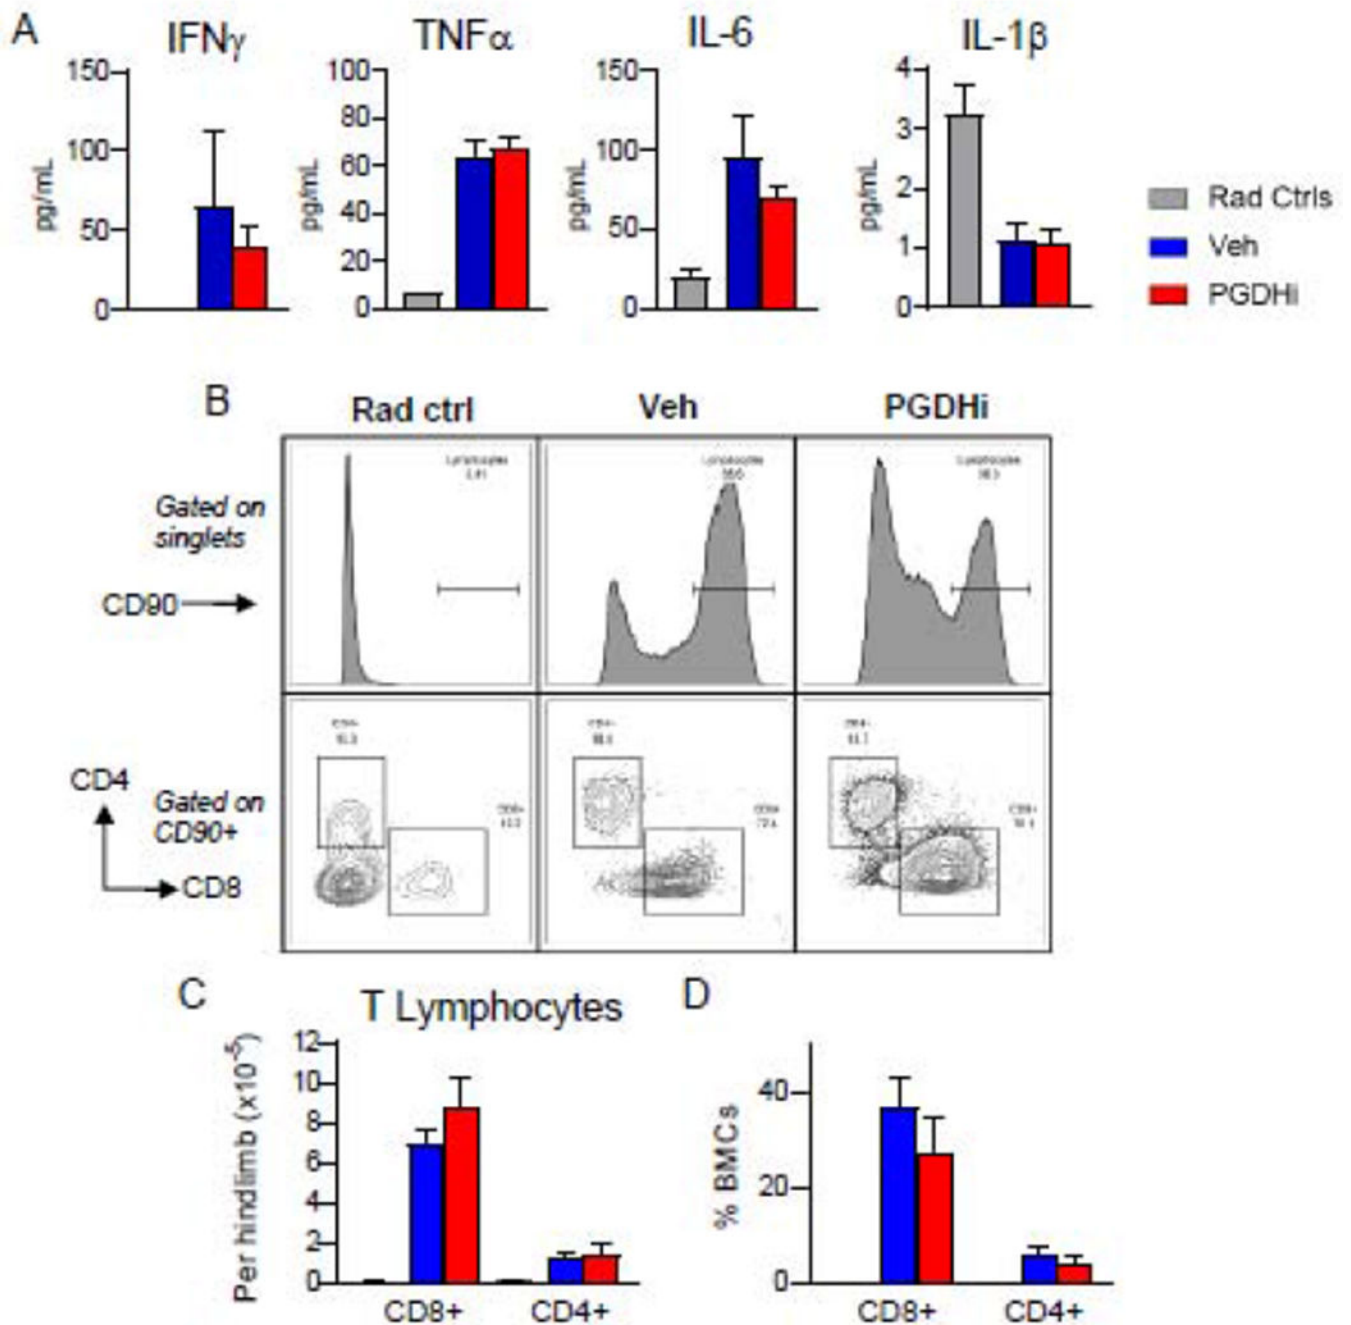 A
IFNγ
TNFα
IL-6
IL-1β
150
100
50
0
pg/mL
100
80
60
40
20
0
pg/mL
150
100
50
0
pg/mL
4
3
2
1
0
pg/mL
Rad Ctrls
Veh
PGDHi
B
Rad ctrl
Veh
PGDHi
Gated on
singlets
CD90
Lymphocytes
Lymphocytes
Lymphocytes
CD4
Gated on
CD90+
CD8
C
T Lymphocytes
Per hindlimb (x10-5)
12
10
8
6
4
2
0
CD8+
CD4+
D
% BMCs
40
20
0
CD8+
CD4+